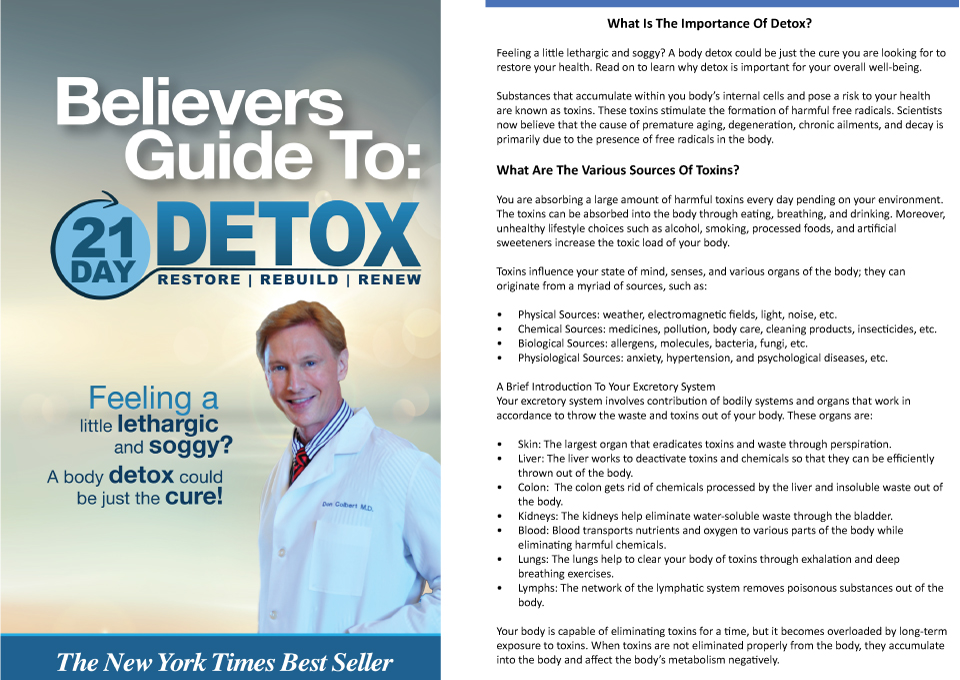 Believers
Guide To:
21
DAY
DETOX
RESTORE | REBUILD | RENEW
Feeling a
little lethargic
and soggy?
A body detox could
be just the cure!
Don Colbert M.D.
The New York Times Best Seller
What Is The Importance Of Detox?
Feeling a little lethargic and soggy? A body detox could be just the cure you are looking for to
restore your health. Read on to learn why detox is important for your overall well-being.
Substances that accumulate within you body’s internal cells and pose a risk to your health
are known as toxins. These toxins stimulate the formation of harmful free radicals. Scientists
now believe that the cause of premature aging, degeneration, chronic ailments, and decay is
primarily due to the presence of free radicals in the body.
What Are The Various Sources Of Toxins?
You are absorbing a large amount of harmful toxins every day pending on your environment.
The toxins can be absorbed into the body through eating, breathing, and drinking. Moreover,
unhealthy lifestyle choices such as alcohol, smoking, processed foods, and artificial
sweeteners increase the toxic load of your body.
Toxins influence your state of mind, senses, and various organs of the body; they can
originate from a myriad of sources, such as:
• Physical Sources: weather, electromagnetic fields, light, noise, etc.
• Chemical Sources: medicines, pollution, body care, cleaning products, insecticides, etc.
• Biological Sources: allergens, molecules, bacteria, fungi, etc.
• Physiological Sources: anxiety, hypertension, and psychological diseases, etc.
A Brief Introduction To Your Excretory System
Your excretory system involves contribution of bodily systems and organs that work in
accordance to throw the waste and toxins out of your body. These organs are:
• Skin: The largest organ that eradicates toxins and waste through perspiration.
• Liver: The liver works to deactivate toxins and chemicals so that they can be efficiently
thrown out of the body.
• Colon: The colon gets rid of chemicals processed by the liver and insoluble waste out of
the body.
• Kidneys: The kidneys help eliminate water-soluble waste through the bladder.
• Blood: Blood transports nutrients and oxygen to various parts of the body while
eliminating harmful chemicals.
• Lungs: The lungs help to clear your body of toxins through exhalation and deep
breathing exercises.
• Lymphs: The network of the lymphatic system removes poisonous substances out of the
body.
Your body is capable of eliminating toxins for a time, but it becomes overloaded by long-term
exposure to toxins. When toxins are not eliminated properly from the body, they accumulate
into the body and affect the body’s metabolism negatively.